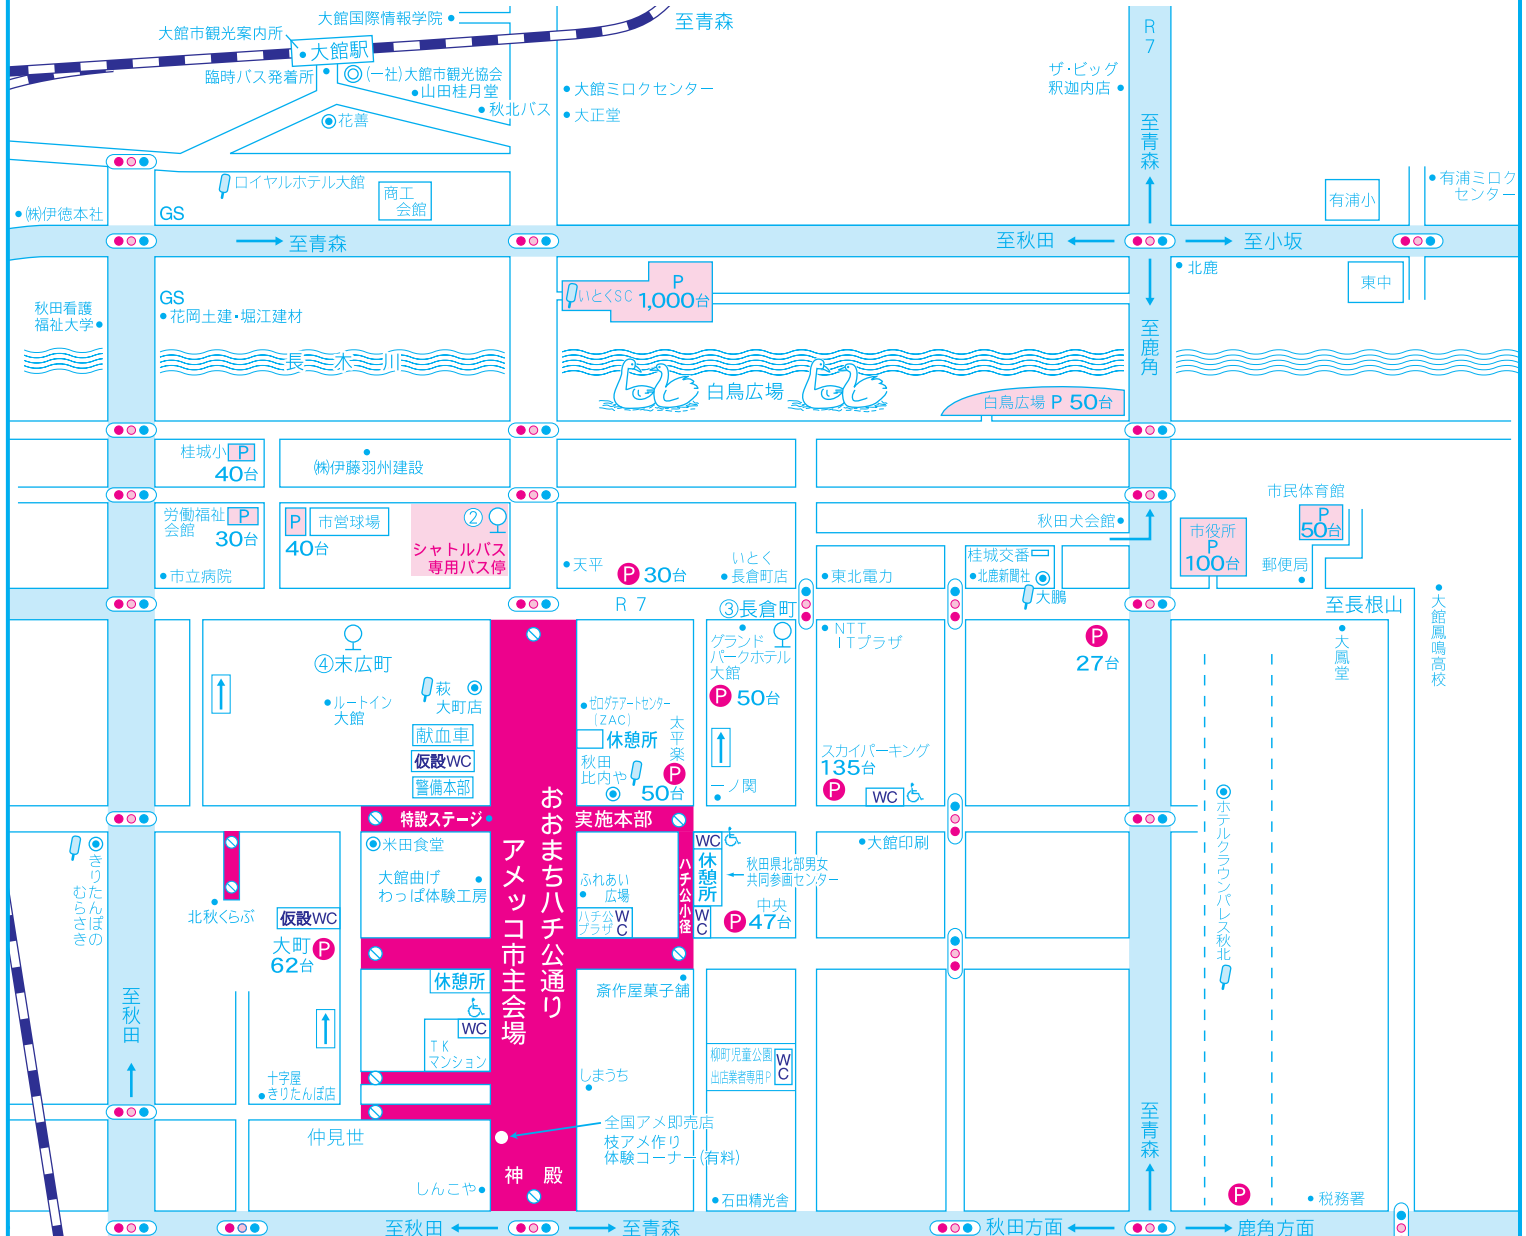 大館国際情報学院
至青森
R7
大館市観光案内所
大館駅
臨時バス発着所
(一社)大館市観光協会
山田桂月堂
秋北バス
花善
大館ミロクセンター
大正堂
ザ・ビッグ
釈迦内店
至青森
ロイヤルホテル大館
商工
会館
㈱伊徳本社
GS
有浦小
有浦ミロク
センター
至青森
至秋田
至小坂
北鹿
東中
GS
秋田看護
福祉大学
花岡土建・堀江建材
いとくSC
P
1,000台
至鹿角
長木川
白鳥広場
白鳥広場 P 50台
桂城小 P
40台
㈱伊藤羽州建設
労働福祉
会館
P
30台
P
40台
市営球場
②
シャトルバス
専用バス停
市立病院
天平
P 30台
いとく
長倉町店
東北電力
秋田犬会館
桂城交番
北鹿新聞社
大鵬
市役所
P
100台
市民体育館
P
50台
郵便局
R7
③長倉町
至長根山
大館鳳鳴高校
大鳳堂
④末広町
ルートイン
大館
萩
大町店
献血車
仮設WC
警備本部
ゼロダテアートセンター
(ZAC)
休憩所
秋田
比内や
太平楽
P
50台
グランド
パークホテル
大館
P 50台
一ノ関
NTT
ITプラザ
スカイパーキング
135台
P
WC
P
27台
特設ステージ
実施本部
おおまちハチ公通り
アメッコ市主会場
米田食堂
大館曲げ
わっぱ体験工房
ふれあい
広場
ハチ公
プラザ
WC
ハチ公小径
WC
休憩所
WC
秋田県北部男女
共同参画センター
中央
P 47台
大館印刷
ホテルクラウンパレス秋北
きりたんぽの
むらさき
北秋くらぶ
仮設WC
大町 P
62台
休憩所
WC
TK
マンション
斎作屋菓子舗
しまうち
柳町児童公園
出店業者専用P
WC
至秋田
十字屋
きりたんぽ店
仲見世
全国アメ即売店
枝アメ作り
体験コーナー(有料)
神殿
しんこや
石田精光舎
至青森
P
税務署
至秋田
至青森
秋田方面
鹿角方面